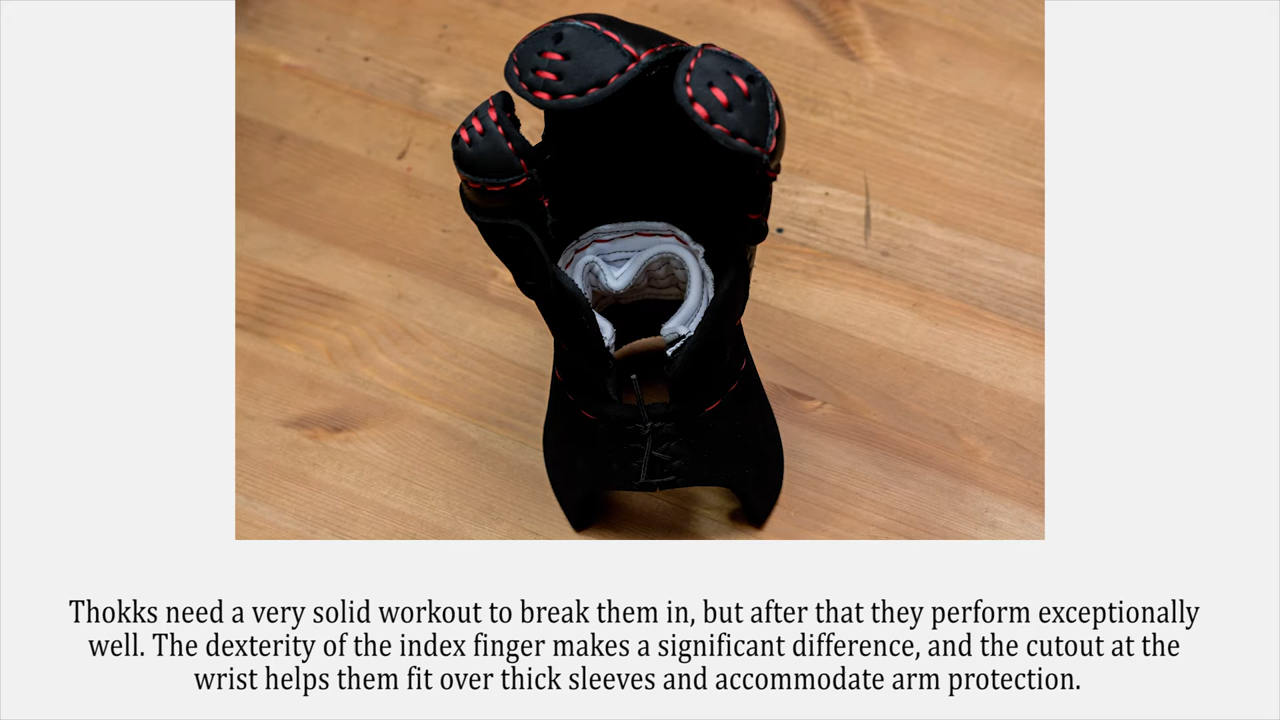 Thokks need a very solid workout to break them in, but after that they perform exceptionally
well. The dexterity of the index finger makes a significant difference, and the cutout at the
wrist helps them fit over thick sleeves and accommodate arm protection.